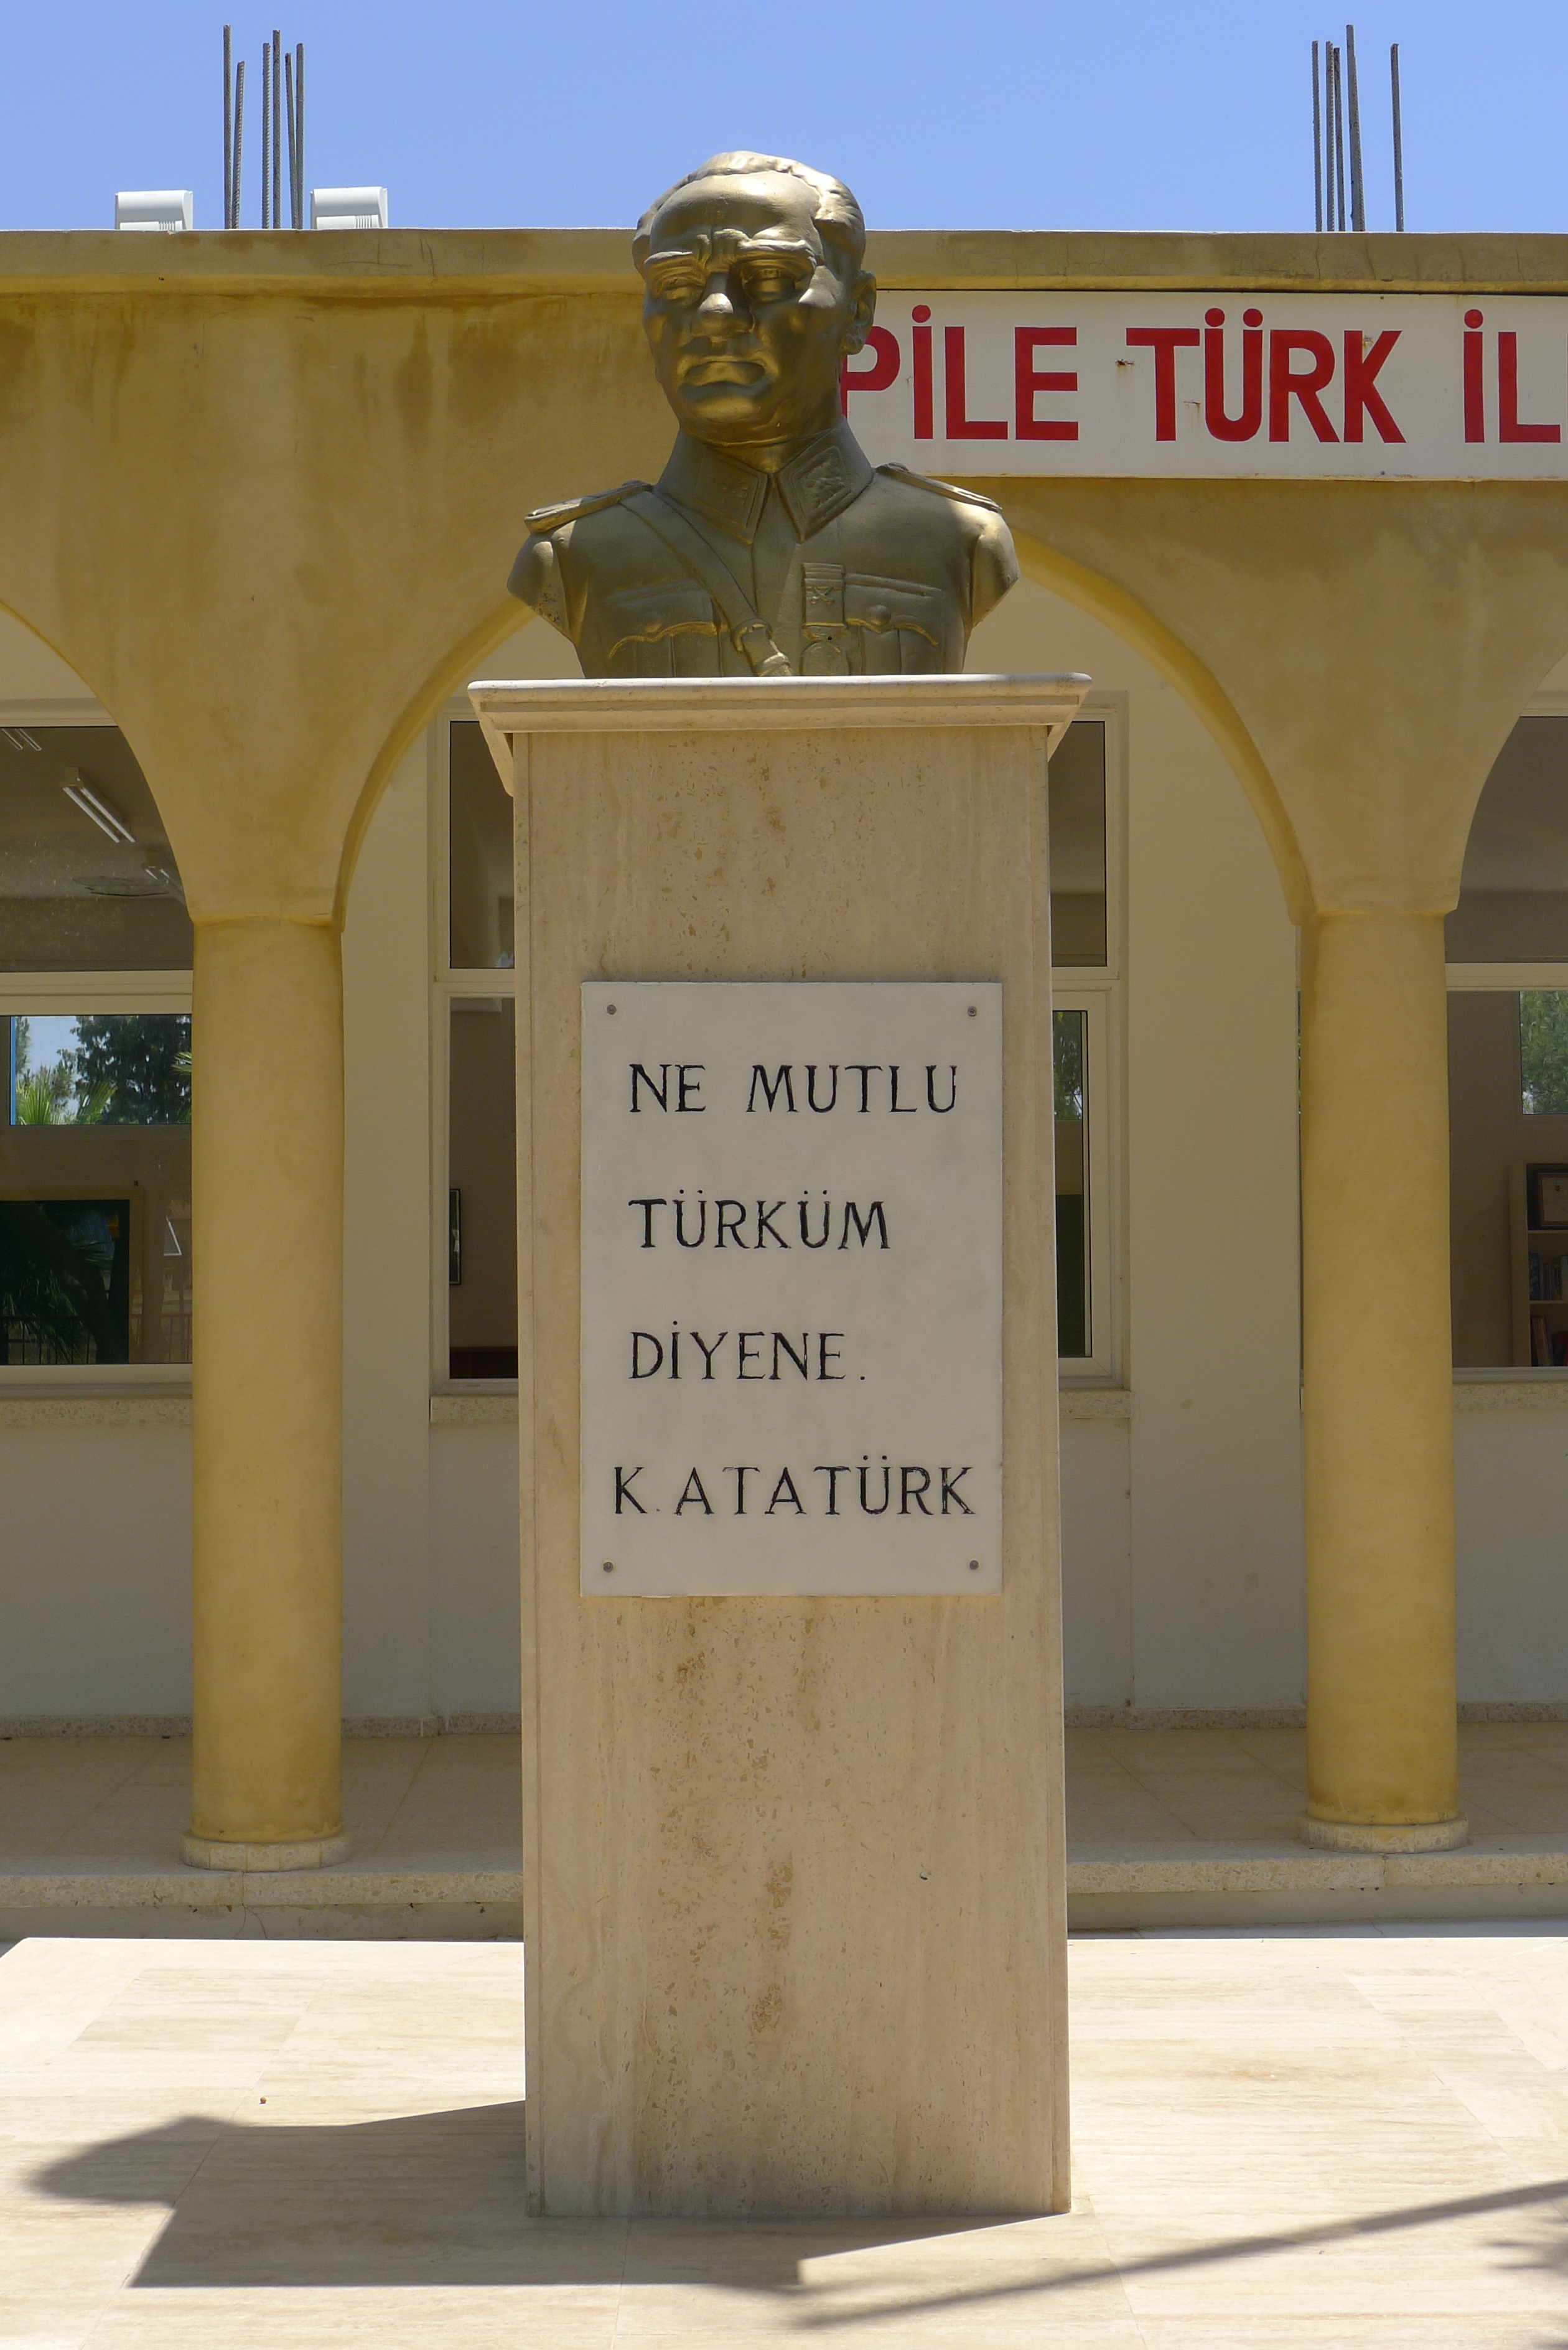 PİLE TÜRK İL
NE MUTLU
TÜRKÜM
DİYENE.
K. ATATÜRK